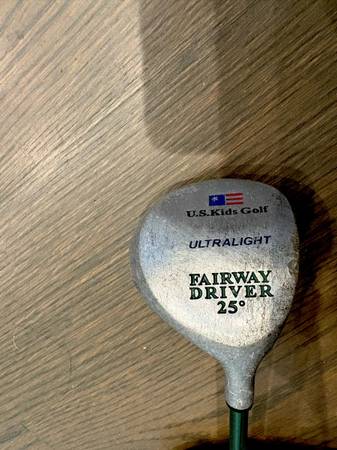 U.S.Kids Golf
ULTRALIGHT
FAIRWAY
DRIVER
25°